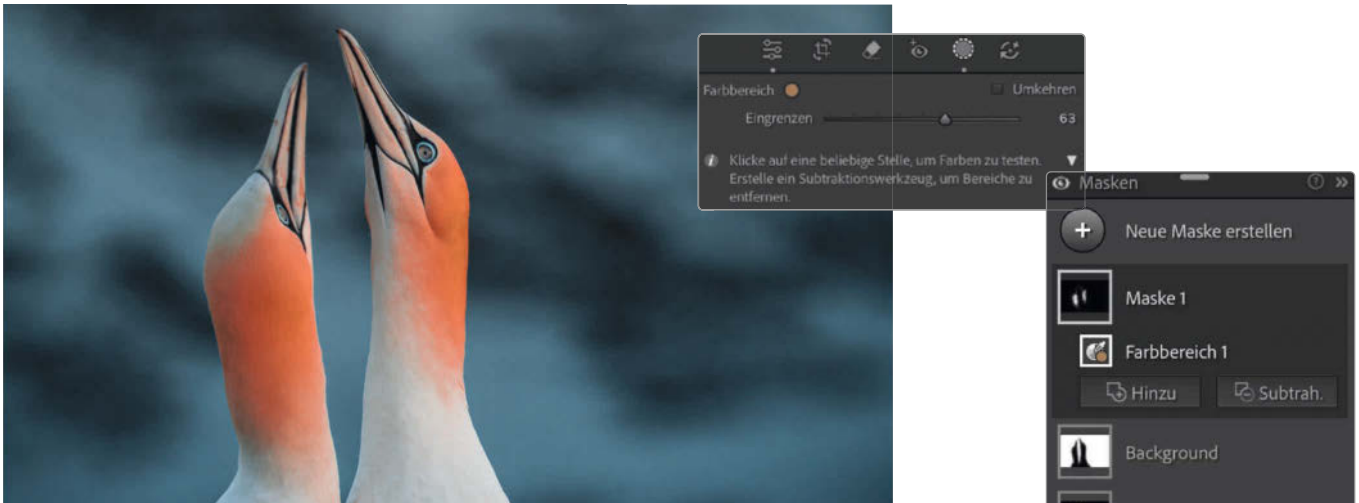 Farbbereich
Umkehren
Eingrenzen
63
Klicke auf eine beliebige Stelle, um Farben zu testen.
Erstelle ein Subtraktionswerkzeug, um Bereiche zu
entfernen.
Masken
Neue Maske erstellen
Maske 1
Farbbereich 1
Hinzu
Subtrah.
Background